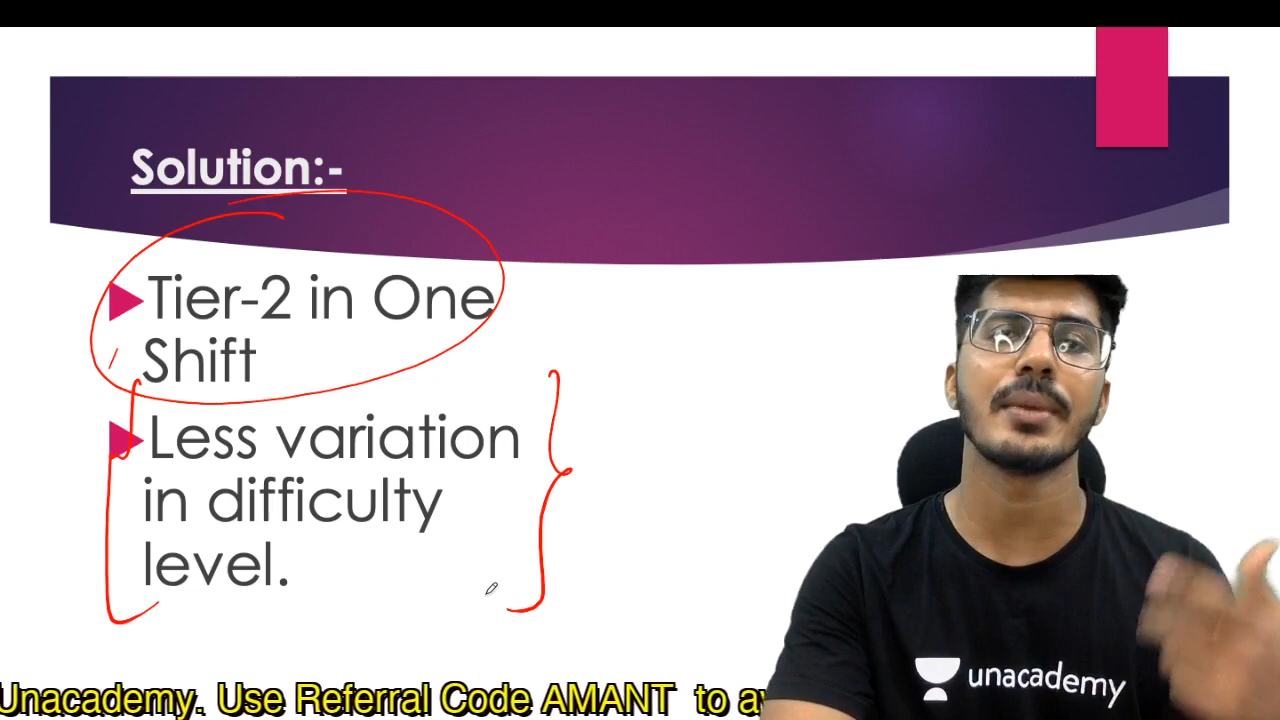 Solution:-
Tier-2 in One
Shift
Less variation
in difficulty
level.
unacademy
Unacademy. Use Referral Code AMANT to av